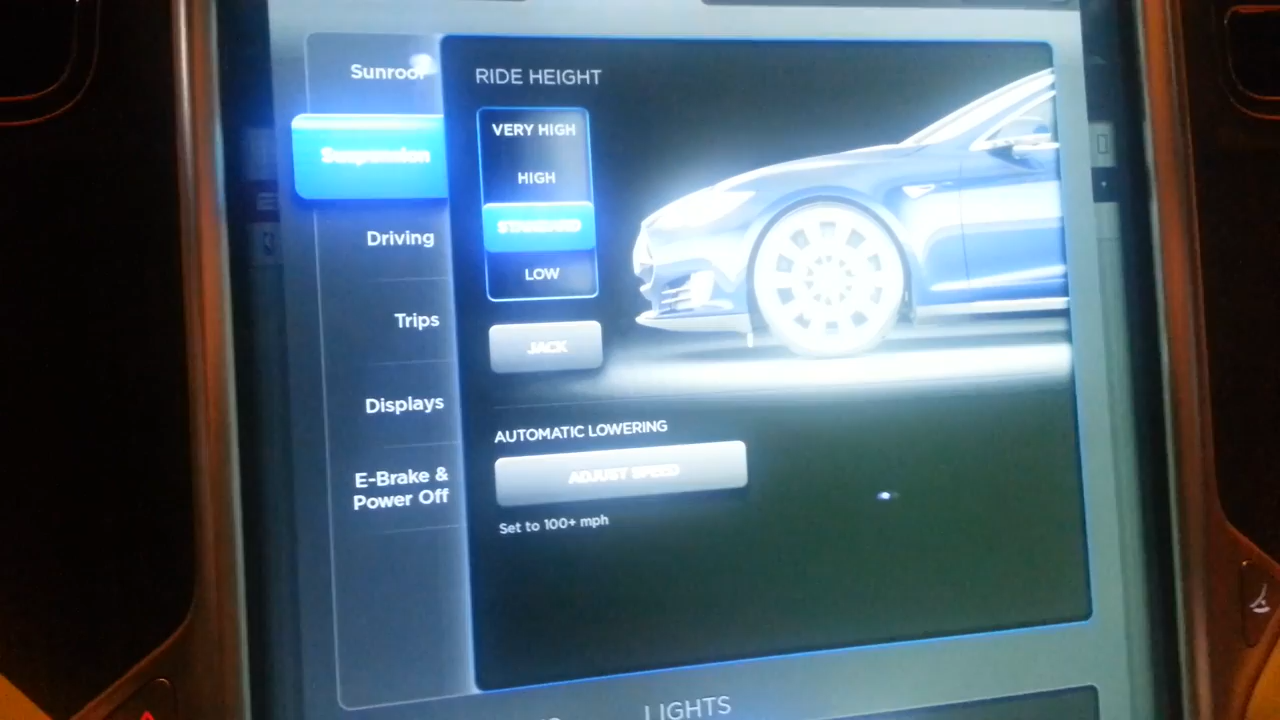 Sunroof
Suspension
Driving
Trips
Displays
E-Brake &
Power Off
RIDE HEIGHT
VERY HIGH
HIGH
STANDARD
LOW
JACK
AUTOMATIC LOWERING
ADJUST SPEED
Set to 100+ mph
LIGHTS